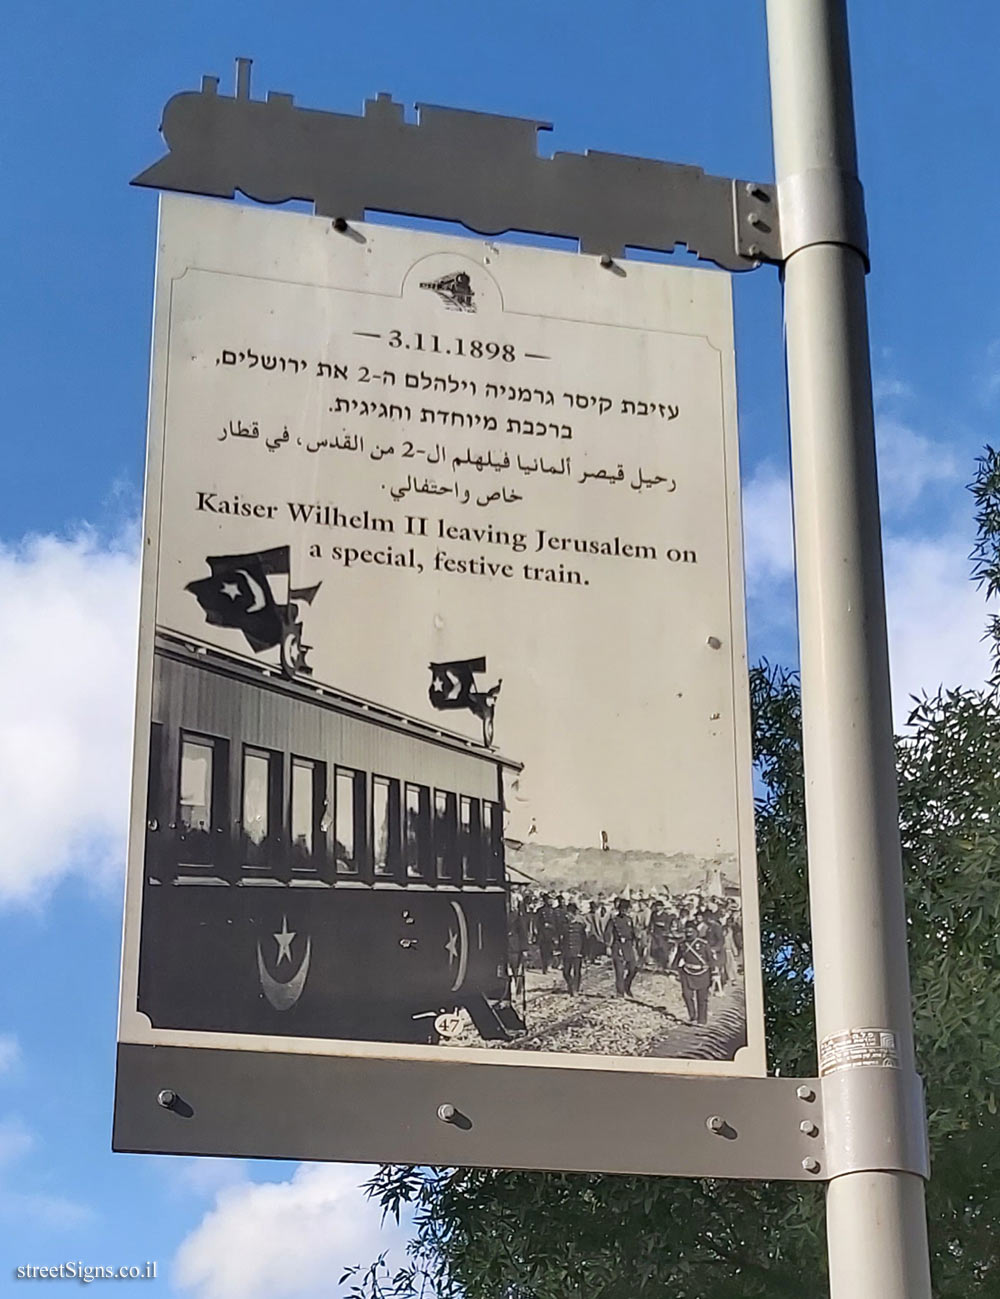 — 3.11.1898 —
עזיבת קיסר גרמניה וילהלם ה-2 את ירושלים,
ברכבת מיוחדת וחגיגית.
رحيل قيصر ألمانيا فيلهلم ال-2 من القدس، في قطار
خاص واحتفالي.
Kaiser Wilhelm II leaving Jerusalem on
a special, festive train.
47
streetSigns.co.il